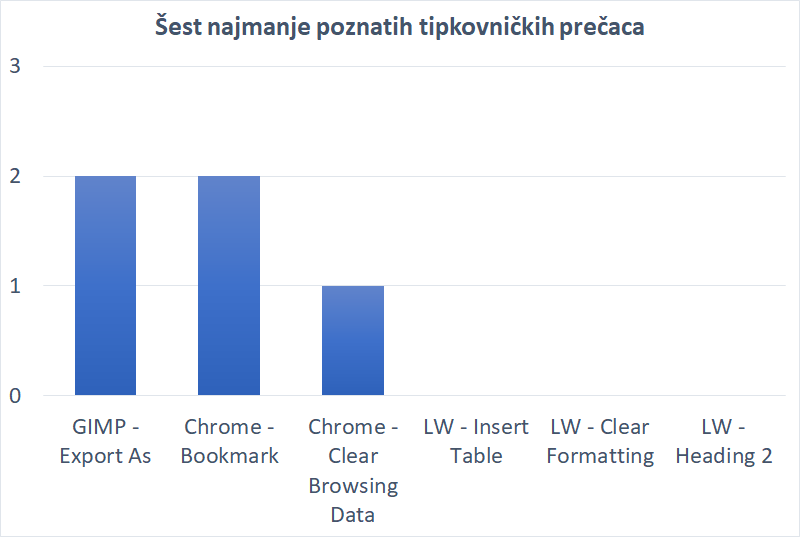 Šest najmanje poznatih tipkovničkih prečaca
3
2
1
0
GIMP -
Export As
Chrome -
Bookmark
Chrome -
Clear
Browsing
Data
LW - Insert
Table
LW - Clear
Formatting
LW -
Heading 2